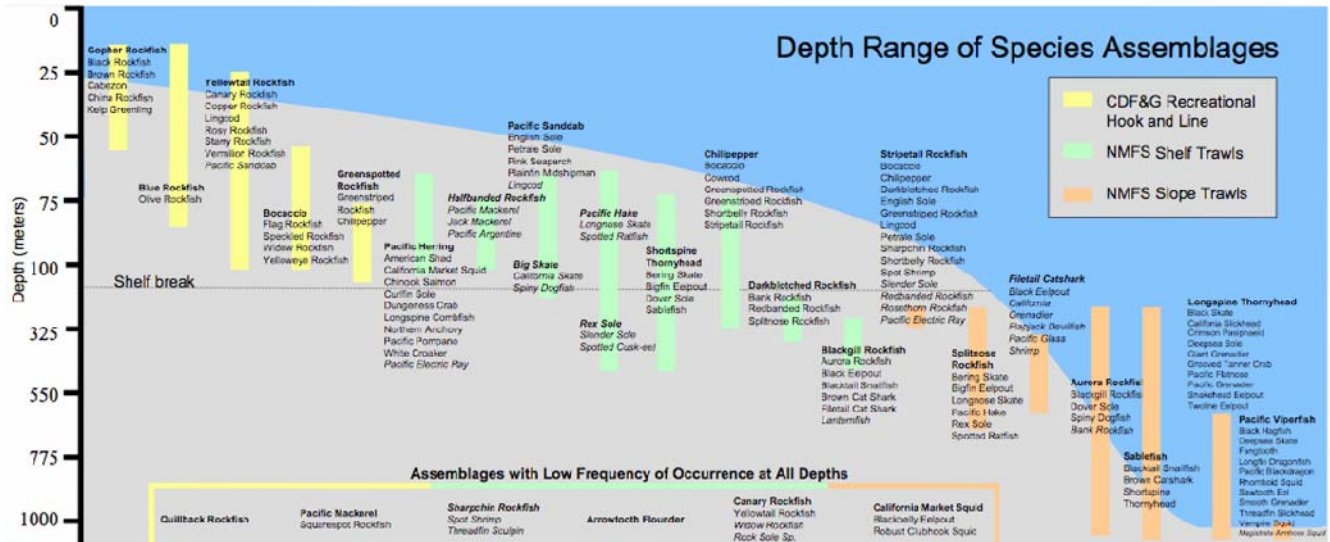 Depth Range of Species Assemblages
CDF&G Recreational
Hook and Line
NMFS Shelf Trawls
NMFS Slope Trawls
Depth (meters)
0
25
50
75
100
325
550
775
1000
Shelf break
Gopher Rockfish
Black Rockfish
Brown Rockfish
Cabezon
China Rockfish
Kelp Greenling
Blue Rockfish
Olive Rockfish
Yellowtail Rockfish
Canary Rockfish
Copper Rockfish
Lingcod
Rosy Rockfish
Starry Rockfish
Vermilion Rockfish
Pacific Sanddab
Bocaccio
Flag Rockfish
Speckled Rockfish
Widow Rockfish
Yelloweye Rockfish
Greenspotted
Rockfish
Greenstriped
Rockfish
Chilipepper
Pacific Herring
American Shad
California Market Squid
Chinook Salmon
Curlfin Sole
Dungeness Crab
Longspine Combfish
Northern Anchovy
Pacific Pompano
White Croaker
Pacific Electric Ray
Halfbanded Rockfish
Pacific Mackerel
Jack Mackerel
Pacific Argentine
Pacific Sanddab
English Sole
Petrale Sole
Pink Seaperch
Plainfin Midshipman
Lingcod
Big Skate
California Skate
Spiny Dogfish
Pacific Hake
Longnose Skate
Spotted Ratfish
Rex Sole
Slender Sole
Spotted Cusk-eel
Shortspine
Thornyhead
Bering Skate
Bigfin Eelpout
Dover Sole
Sablefish
Chilipepper
Bocaccio
Cowcod
Greenspotted Rockfish
Greenstriped Rockfish
Shortbelly Rockfish
Stripetail Rockfish
Darkblotched Rockfish
Bank Rockfish
Redbanded Rockfish
Splitnose Rockfish
Blackgill Rockfish
Aurora Rockfish
Black Eelpout
Blacktail Snailfish
Brown Cat Shark
Filetail Cat Shark
Lanternfish
Stripetail Rockfish
Bocaccio
Chilipepper
Darkblotched Rockfish
English Sole
Greenstriped Rockfish
Lingcod
Petrale Sole
Sharpchin Rockfish
Shortbelly Rockfish
Spot Shrimp
Slender Sole
Redbanded Rockfish
Rosethorn Rockfish
Pacific Electric Ray
Splitnose
Rockfish
Bering Skate
Bigfin Eelpout
Longnose Skate
Pacific Hake
Rex Sole
Spotted Ratfish
Filetail Catshark
Black Eelpout
California
Grenadier
Flapjack Devilfish
Pacific Glass
Shrimp
Aurora Rockfish
Blackgill Rockfish
Dover Sole
Spiny Dogfish
Bank Rockfish
Sablefish
Blacktail Snailfish
Brown Catshark
Shortspine
Thornyhead
Longspine Thornyhead
Black Skate
California Slickhead
Crimson Pasiphaeid
Deepsea Sole
Giant Grenadier
Grooved Tanner Crab
Pacific Flatnose
Pacific Grenadier
Snakehead Eelpout
Twoline Eelpout
Pacific Viperfish
Black Hagfish
Deepsea Skate
Fangtooth
Longfin Dragonfish
Pacific Blackdragon
Rhomboid Squid
Sawtooth Eel
Smooth Grenadier
Threadfin Slickhead
Vampire Squid
Magistrate Armhook Squid
Assemblages with Low Frequency of Occurrence at All Depths
Quillback Rockfish
Pacific Mackerel
Squarespot Rockfish
Sharpchin Rockfish
Spot Shrimp
Threadfin Sculpin
Arrowtooth Flounder
Canary Rockfish
Yellowtail Rockfish
Widow Rockfish
Rock Sole Sp.
California Market Squid
Blackbelly Eelpout
Robust Clubhook Squid